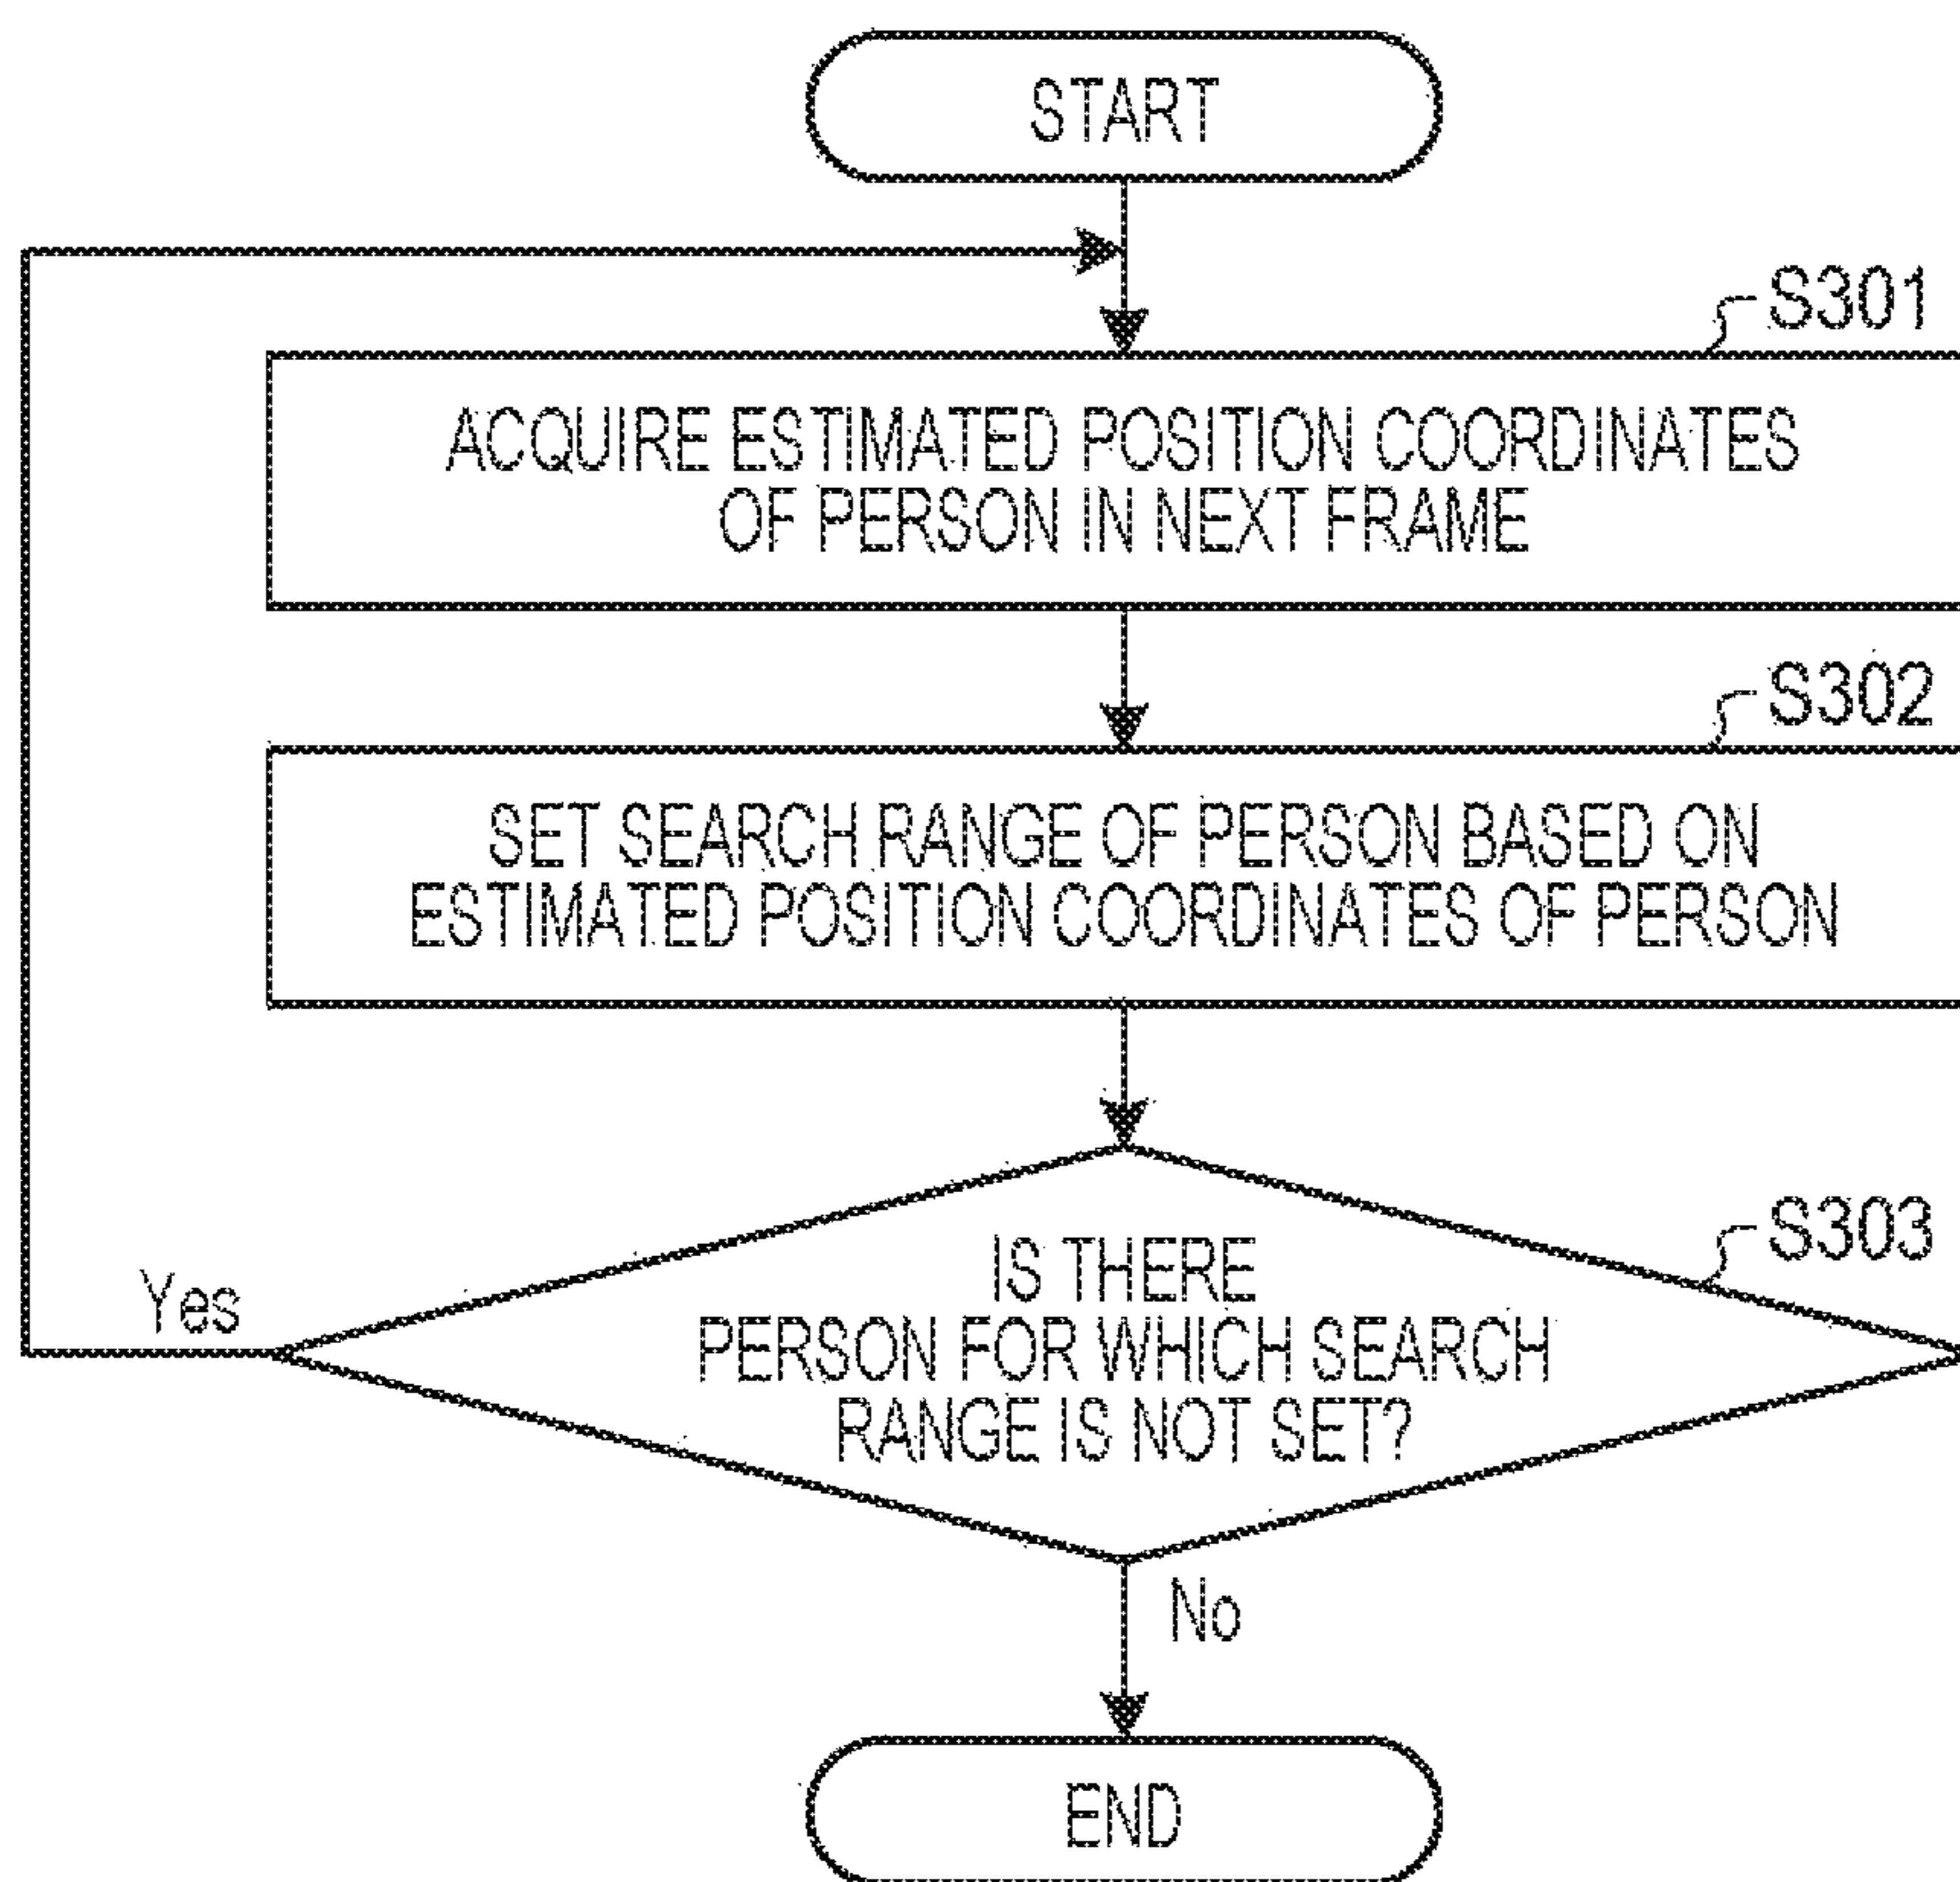 START
S301
ACQUIRE ESTIMATED POSITION COORDINATES
OF PERSON IN NEXT FRAME
S302
SET SEARCH RANGE OF PERSON BASED ON
ESTIMATED POSITION COORDINATES OF PERSON
S303
IS THERE
PERSON FOR WHICH SEARCH
RANGE IS NOT SET?
Yes
No
END